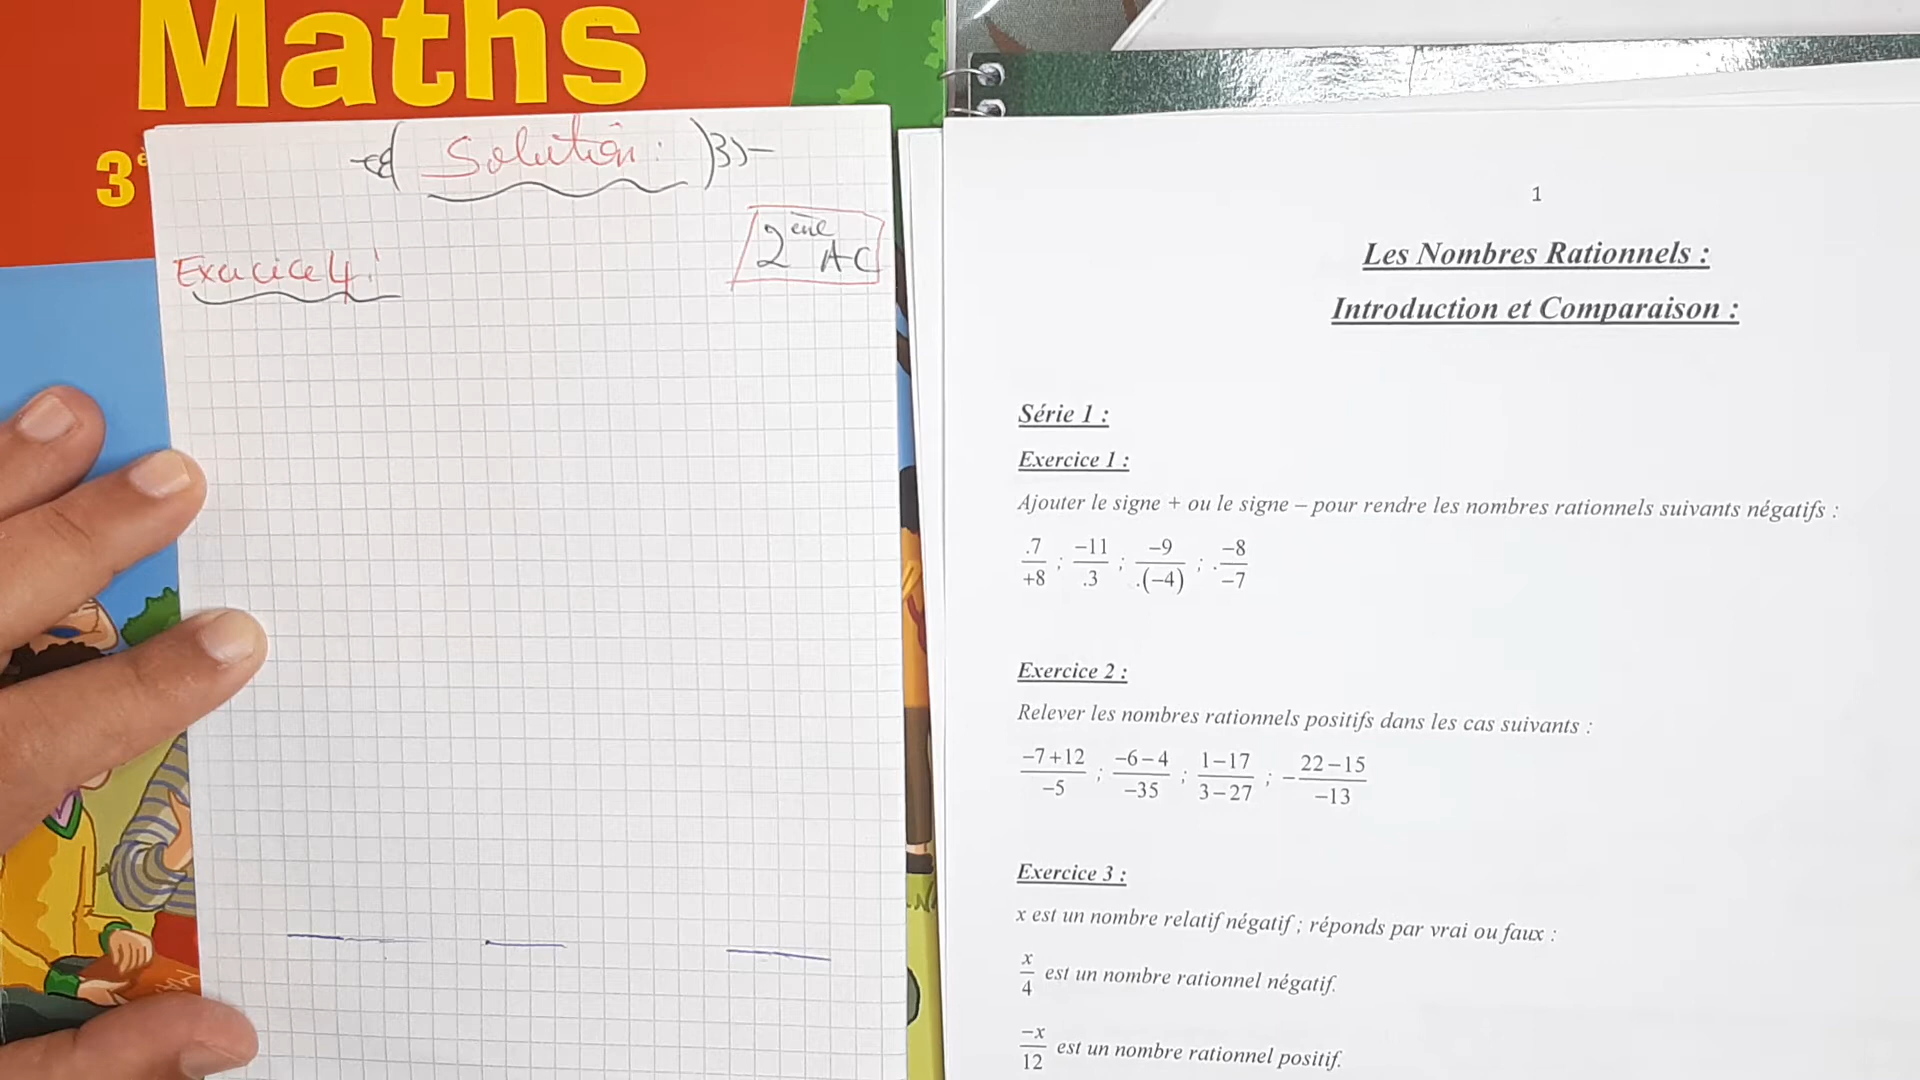 Maths
3è
Solution :
2ème AC
Exercice 4 :
1
Les Nombres Rationnels :
Introduction et Comparaison :
Série 1 :
Exercice 1 :
Ajouter le signe + ou le signe – pour rendre les nombres rationnels suivants négatifs :
.7/+8 ; −11/.3 ; −9/.(−4) ; .−8/−7
Exercice 2 :
Relever les nombres rationnels positifs dans les cas suivants :
−7+12/−5 ; −6−4/−35 ; 1−17/3−27 ; −22−15/−13
Exercice 3 :
x est un nombre relatif négatif ; réponds par vrai ou faux :
x/4 est un nombre rationnel négatif.
−x/12 est un nombre rationnel positif.